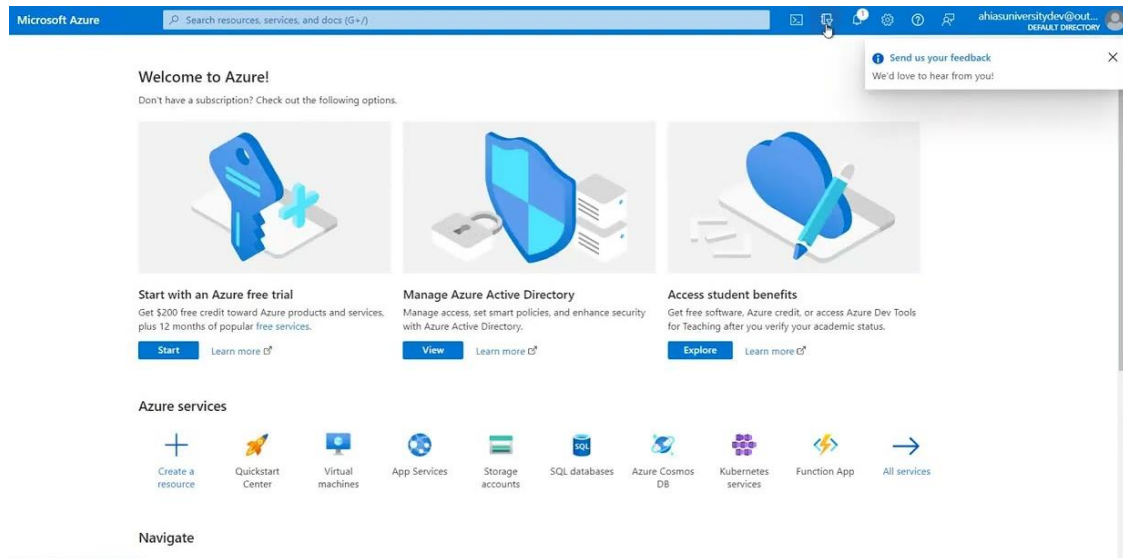 Microsoft Azure
Search resources, services, and docs (G+/)
1
ahiasuniversitydev@out...
DEFAULT DIRECTORY
Send us your feedback
We'd love to hear from you!
Welcome to Azure!
Don't have a subscription? Check out the following options.
Start with an Azure free trial
Get $200 free credit toward Azure products and services,
plus 12 months of popular free services.
Start
Learn more
Manage Azure Active Directory
Manage access, set smart policies, and enhance security
with Azure Active Directory.
View
Learn more
Access student benefits
Get free software, Azure credit, or access Azure Dev Tools
for Teaching after you verify your academic status.
Explore
Learn more
Azure services
Create a
resource
Quickstart
Center
Virtual
machines
App Services
Storage
accounts
SQL
SQL databases
Azure Cosmos
DB
Kubernetes
services
Function App
All services
Navigate